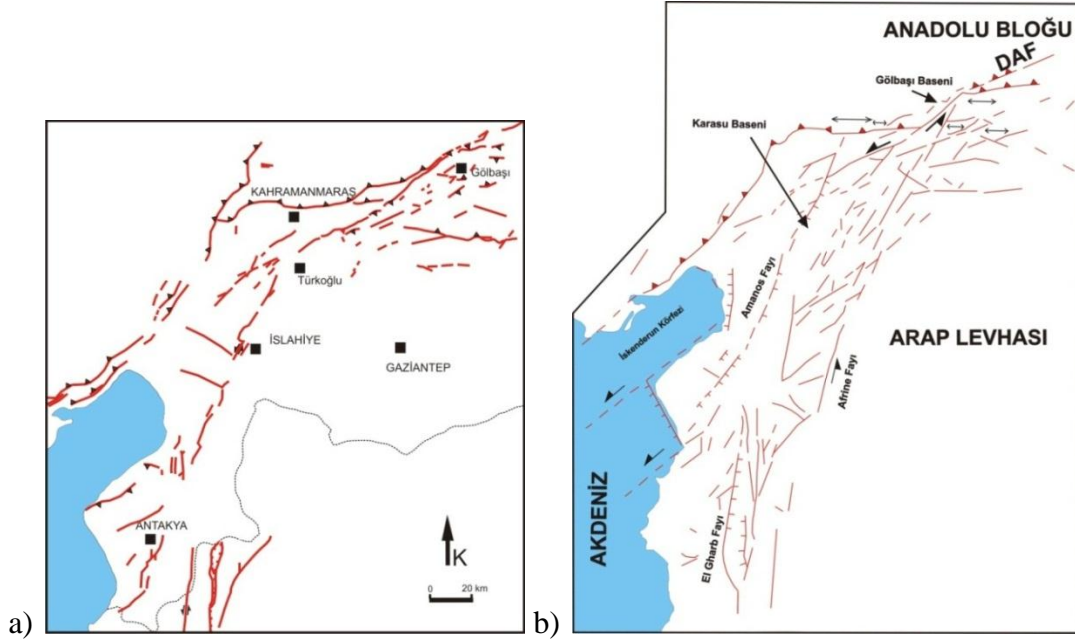 a)
KAHRAMANMARAŞ
Gölbaşı
Türkoğlu
İSLAHİYE
GAZİANTEP
ANTAKYA
K
0 20 km
b)
ANADOLU BLOĞU
DAF
Gölbaşı Baseni
Karasu Baseni
Amanos Fayı
İskenderun Körfezi
ARAP LEVHASI
Afrine Fayı
AKDENİZ
El Gharb Fayı